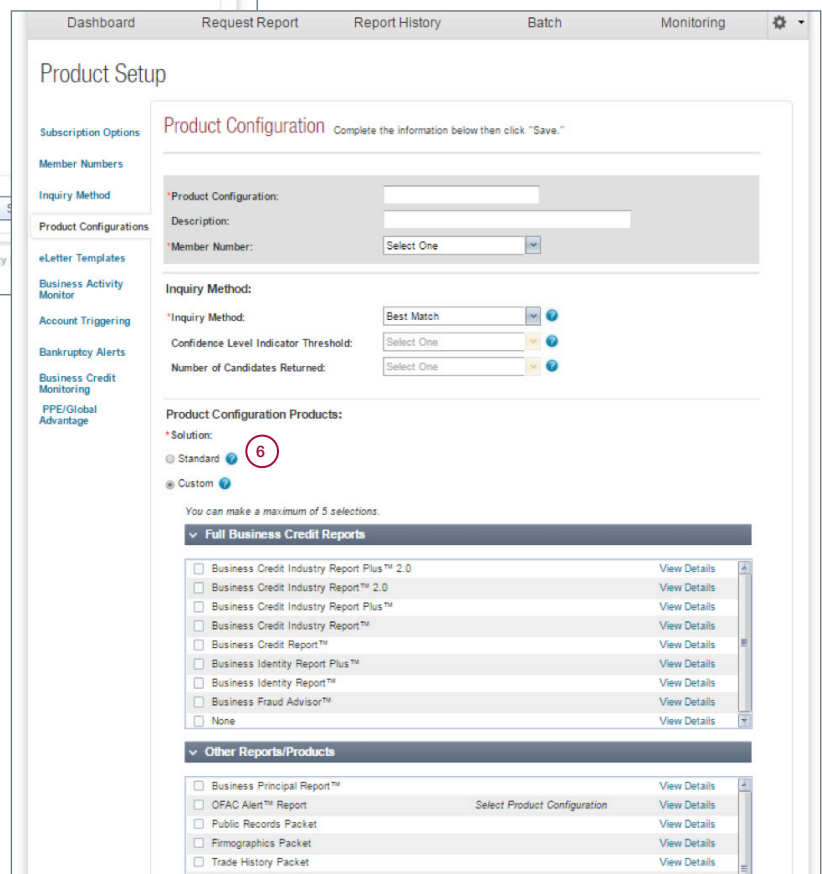 Dashboard Request Report Report History Batch Monitoring
Product Setup
Subscription Options
Member Numbers
Inquiry Method
Product Configurations
eLetter Templates
Business Activity
Monitor
Account Triggering
Bankruptcy Alerts
Business Credit
Monitoring
PPE/Global
Advantage
Product Configuration Complete the information below then click "Save."
*Product Configuration:
Description:
*Member Number: Select One
Inquiry Method:
*Inquiry Method: Best Match
Confidence Level Indicator Threshold: Select One
Number of Candidates Returned: Select One
Product Configuration Products:
*Solution:
6
Standard
Custom
You can make a maximum of 5 selections.
Full Business Credit Reports
Business Credit Industry Report Plus™ 2.0 View Details
Business Credit Industry Report™ 2.0 View Details
Business Credit Industry Report Plus™ View Details
Business Credit Industry Report™ View Details
Business Credit Report™ View Details
Business Identity Report Plus™ View Details
Business Identity Report™ View Details
Business Fraud Advisor™ View Details
None View Details
Other Reports/Products
Business Principal Report™ View Details
OFAC Alert™ Report Select Product Configuration View Details
Public Records Packet View Details
Firmographics Packet View Details
Trade History Packet View Details